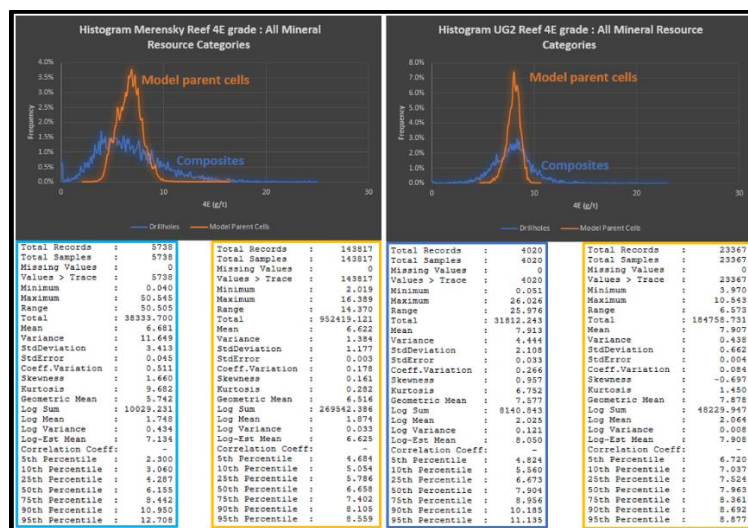 Histogram Merensky Reef 4E grade : All Mineral
Resource Categories
4.0%
3.5%
3.0%
2.5%
2.0%
1.5%
1.0%
0.5%
0.0%
Frequency
Model parent cells
Composites
0 10 20 30
4E (g/t)
Drillholes Model Parent Cells
Histogram UG2 Reef 4E grade : All Mineral Resource
Categories
8.0%
7.0%
6.0%
5.0%
4.0%
3.0%
2.0%
1.0%
0.0%
Frequency
Model parent cells
Composites
0 10 20 30
4E (g/t)
Drillholes Model Parent Cells
Total Records : 5738
Total Samples : 5738
Missing Values : 0
Values > Trace : 5738
Minimum : 0.040
Maximum : 50.545
Range : 50.505
Total : 38333.700
Mean : 6.681
Variance : 11.649
StdDeviation : 3.413
StdError : 0.045
Coeff.Variation : 0.511
Skewness : 1.660
Kurtosis : 9.682
Geometric Mean : 5.742
Log Sum : 10029.231
Log Mean : 1.748
Log Variance : 0.434
Log-Est Mean : 7.134
Correlation Coeff: -
5th Percentile : 2.300
10th Percentile : 3.060
25th Percentile : 4.287
50th Percentile : 6.155
75th Percentile : 8.442
90th Percentile : 10.950
95th Percentile : 12.708
Total Records : 143817
Total Samples : 143817
Missing Values : 0
Values > Trace : 143817
Minimum : 2.019
Maximum : 16.389
Range : 14.370
Total : 952419.121
Mean : 6.622
Variance : 1.384
StdDeviation : 1.177
StdError : 0.003
Coeff.Variation : 0.178
Skewness : 0.161
Kurtosis : 0.282
Geometric Mean : 6.516
Log Sum : 269542.386
Log Mean : 1.874
Log Variance : 0.033
Log-Est Mean : 6.625
Correlation Coeff: -
5th Percentile : 4.684
10th Percentile : 5.054
25th Percentile : 5.786
50th Percentile : 6.658
75th Percentile : 7.402
90th Percentile : 8.105
95th Percentile : 8.559
Total Records : 4020
Total Samples : 4020
Missing Values : 0
Values > Trace : 4020
Minimum : 0.051
Maximum : 26.026
Range : 25.976
Total : 31812.243
Mean : 7.913
Variance : 4.444
StdDeviation : 2.108
StdError : 0.033
Coeff.Variation : 0.266
Skewness : 0.957
Kurtosis : 6.752
Geometric Mean : 7.577
Log Sum : 8140.843
Log Mean : 2.025
Log Variance : 0.121
Log-Est Mean : 8.050
Correlation Coeff: -
5th Percentile : 4.824
10th Percentile : 5.560
25th Percentile : 6.673
50th Percentile : 7.904
75th Percentile : 8.956
90th Percentile : 10.185
95th Percentile : 11.135
Total Records : 23367
Total Samples : 23367
Missing Values : 0
Values > Trace : 23367
Minimum : 3.970
Maximum : 10.543
Range : 6.573
Total : 184758.731
Mean : 7.907
Variance : 0.438
StdDeviation : 0.662
StdError : 0.004
Coeff.Variation : 0.084
Skewness : -0.697
Kurtosis : 1.450
Geometric Mean : 7.878
Log Sum : 48229.947
Log Mean : 2.064
Log Variance : 0.008
Log-Est Mean : 7.908
Correlation Coeff: -
5th Percentile : 6.720
10th Percentile : 7.037
25th Percentile : 7.524
50th Percentile : 7.963
75th Percentile : 8.361
90th Percentile : 8.692
95th Percentile : 8.873